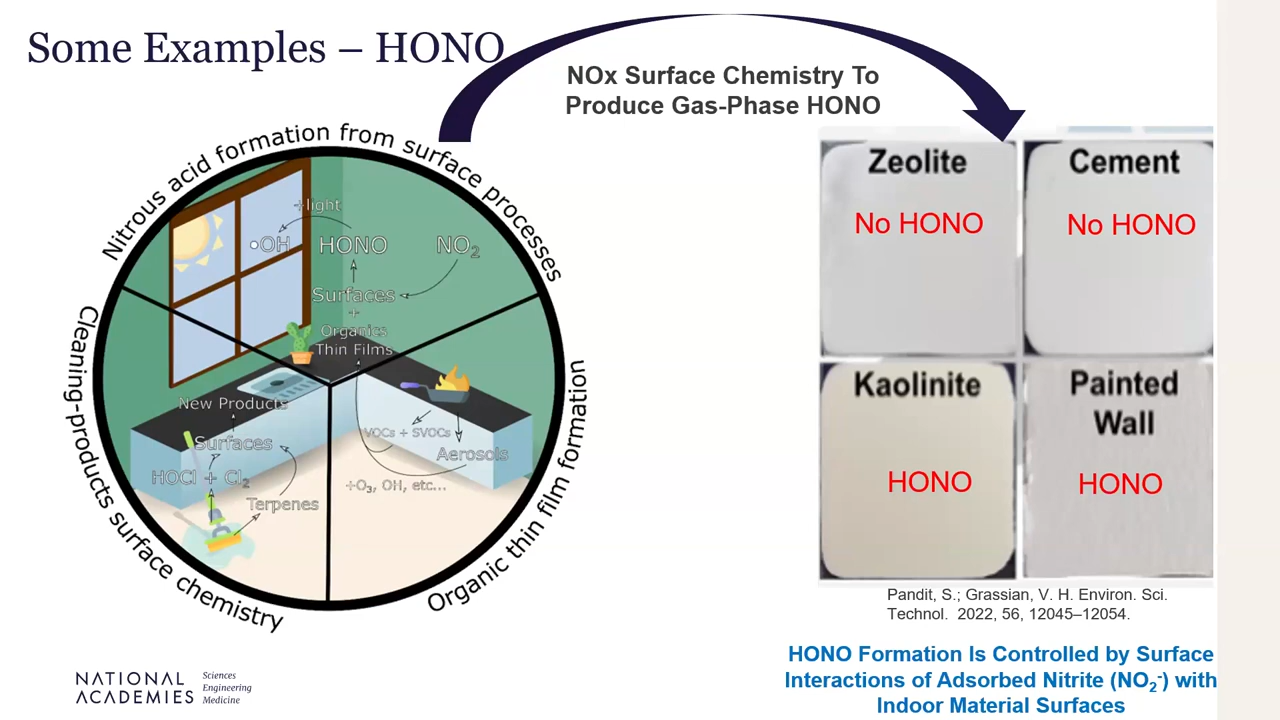 Some Examples – HONO
NOx Surface Chemistry To
Produce Gas-Phase HONO
Nitrous acid formation from surface processes
+light
•OH
HONO
NO₂
Surfaces
+
Organics
Thin Films
Cleaning-products surface chemistry
New Products
Surfaces
HOCl + Cl₂
Terpenes
VOCs + SVOCs
Aerosols
+O₃, OH, etc...
Organic thin film formation
Zeolite
No HONO
Cement
No HONO
Kaolinite
HONO
Painted
Wall
HONO
Pandit, S.; Grassian, V. H. Environ. Sci.
Technol. 2022, 56, 12045–12054.
HONO Formation Is Controlled by Surface
Interactions of Adsorbed Nitrite (NO₂⁻) with
Indoor Material Surfaces
NATIONAL
ACADEMIES
Sciences
Engineering
Medicine